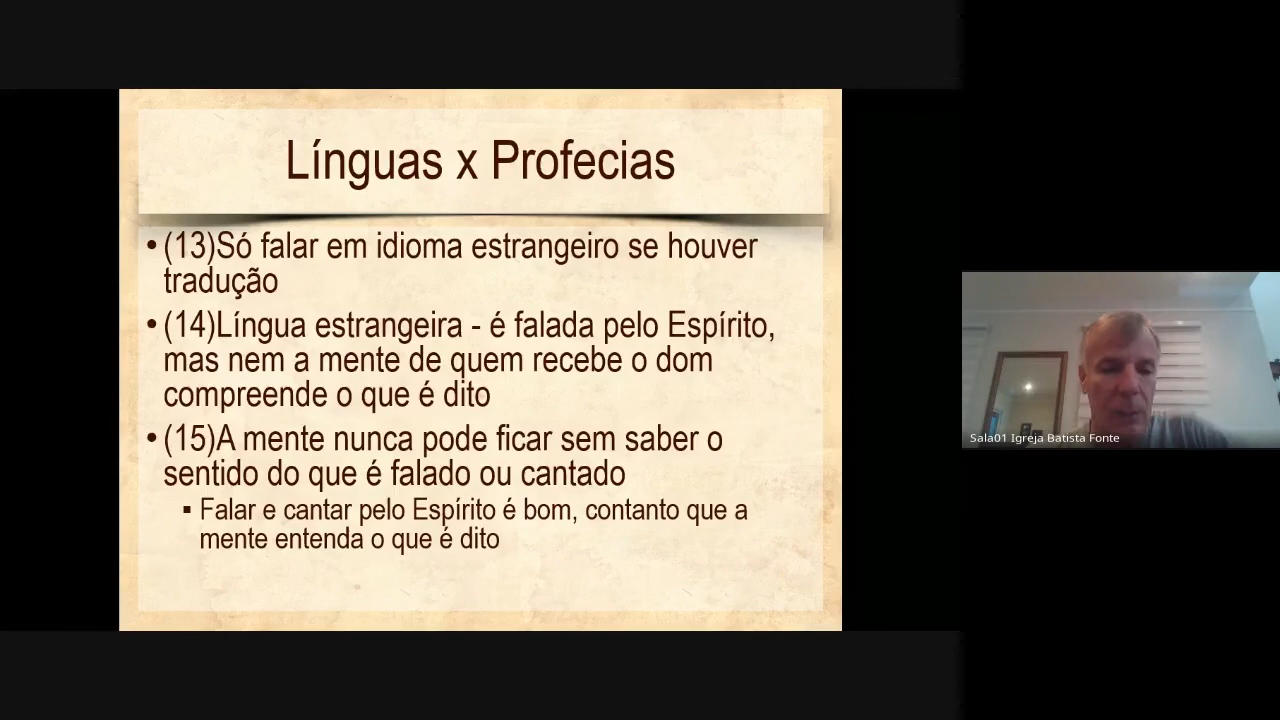 Línguas x Profecias
•(13)Só falar em idioma estrangeiro se houver
tradução
•(14)Língua estrangeira - é falada pelo Espírito,
mas nem a mente de quem recebe o dom
compreende o que é dito
•(15)A mente nunca pode ficar sem saber o
sentido do que é falado ou cantado
▪ Falar e cantar pelo Espírito é bom, contanto que a
mente entenda o que é dito
Sala01 Igreja Batista Fonte